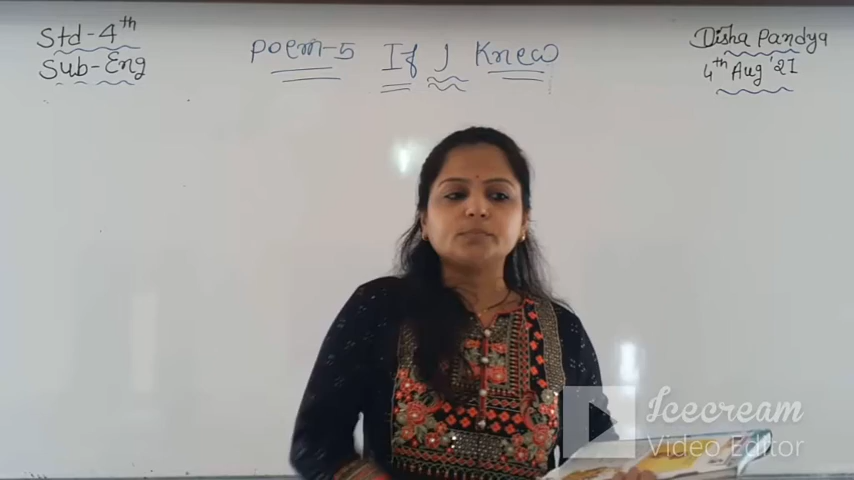 Std-4th
Sub-Eng
Poem-5 If I Knew
Disha Pandya
4th Aug'21
Icecream
Video Editor